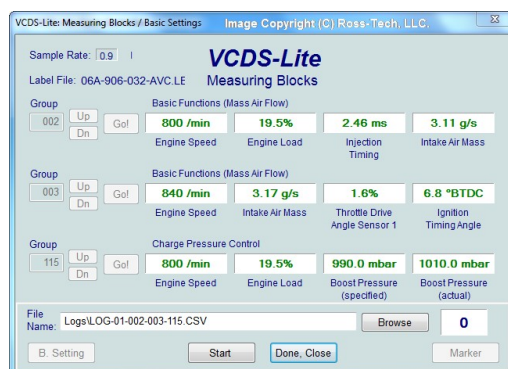 VCDS-Lite: Measuring Blocks / Basic Settings
Image Copyright (C) Ross-Tech, LLC.
Sample Rate: 0.9 I
VCDS-Lite
Label File: 06A-906-032-AVC.LE
Measuring Blocks
Group
Basic Functions (Mass Air Flow)
002 Up Dn Go! 800 /min 19.5% 2.46 ms 3.11 g/s
Engine Speed Engine Load Injection Timing Intake Air Mass
Group
Basic Functions (Mass Air Flow)
003 Up Dn Go! 840 /min 3.17 g/s 1.6% 6.8 °BTDC
Engine Speed Intake Air Mass Throttle Drive Angle Sensor 1 Ignition Timing Angle
Group
Charge Pressure Control
115 Up Dn Go! 800 /min 19.5% 990.0 mbar 1010.0 mbar
Engine Speed Engine Load Boost Pressure (specified) Boost Pressure (actual)
File Name: Logs\LOG-01-002-003-115.CSV Browse 0
B. Setting Start Done, Close Marker